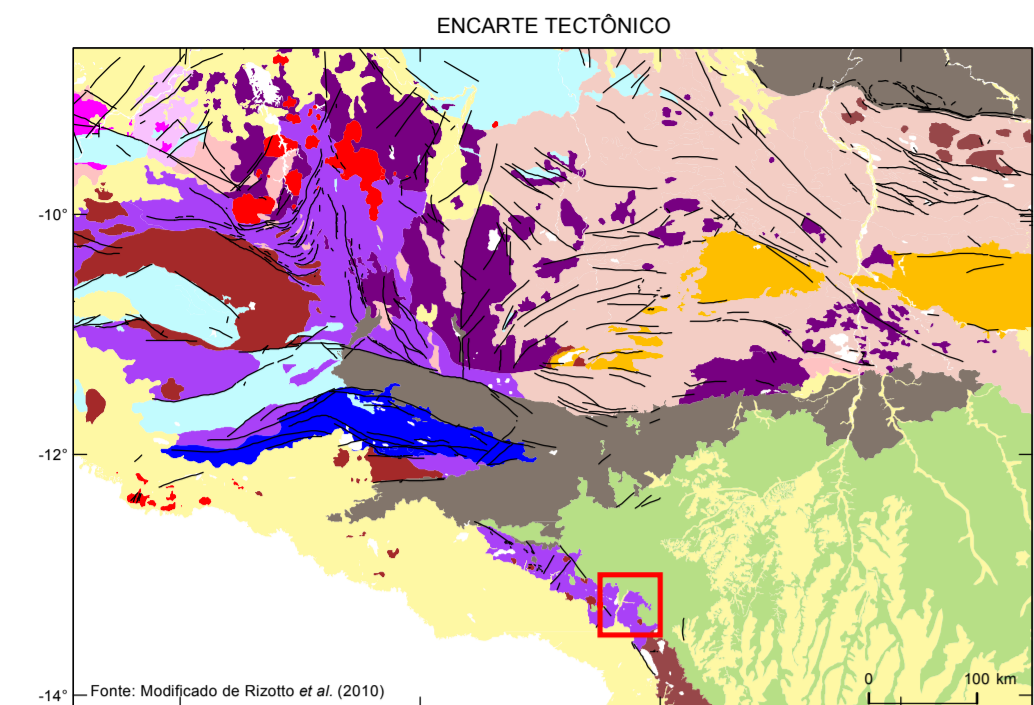 ENCARTE TECTÔNICO
-10°
-12°
-14°
Fonte: Modificado de Rizotto et al. (2010)
0 100 km